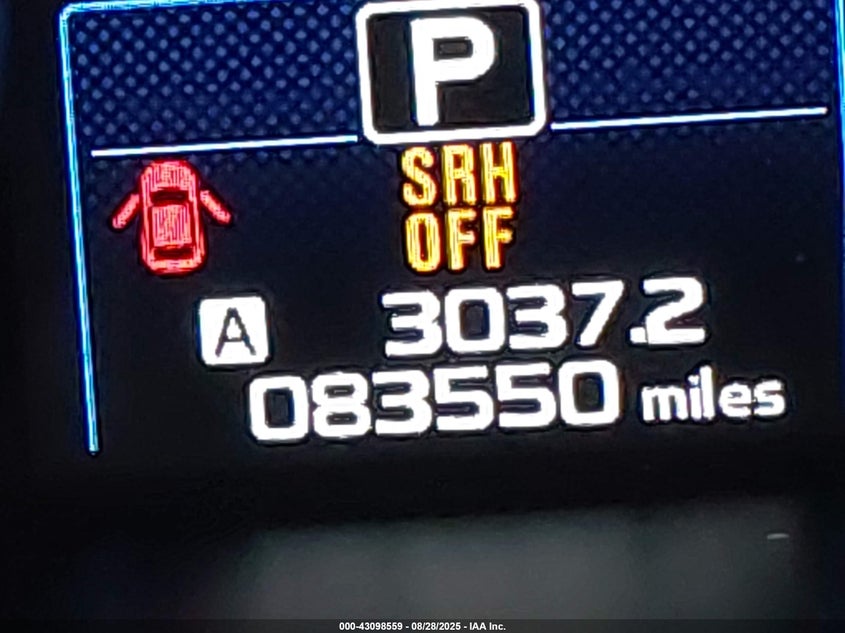 P
SRH
OFF
A 3037.2
083550 miles
000-43098559 - 08/28/2025 - IAA Inc.